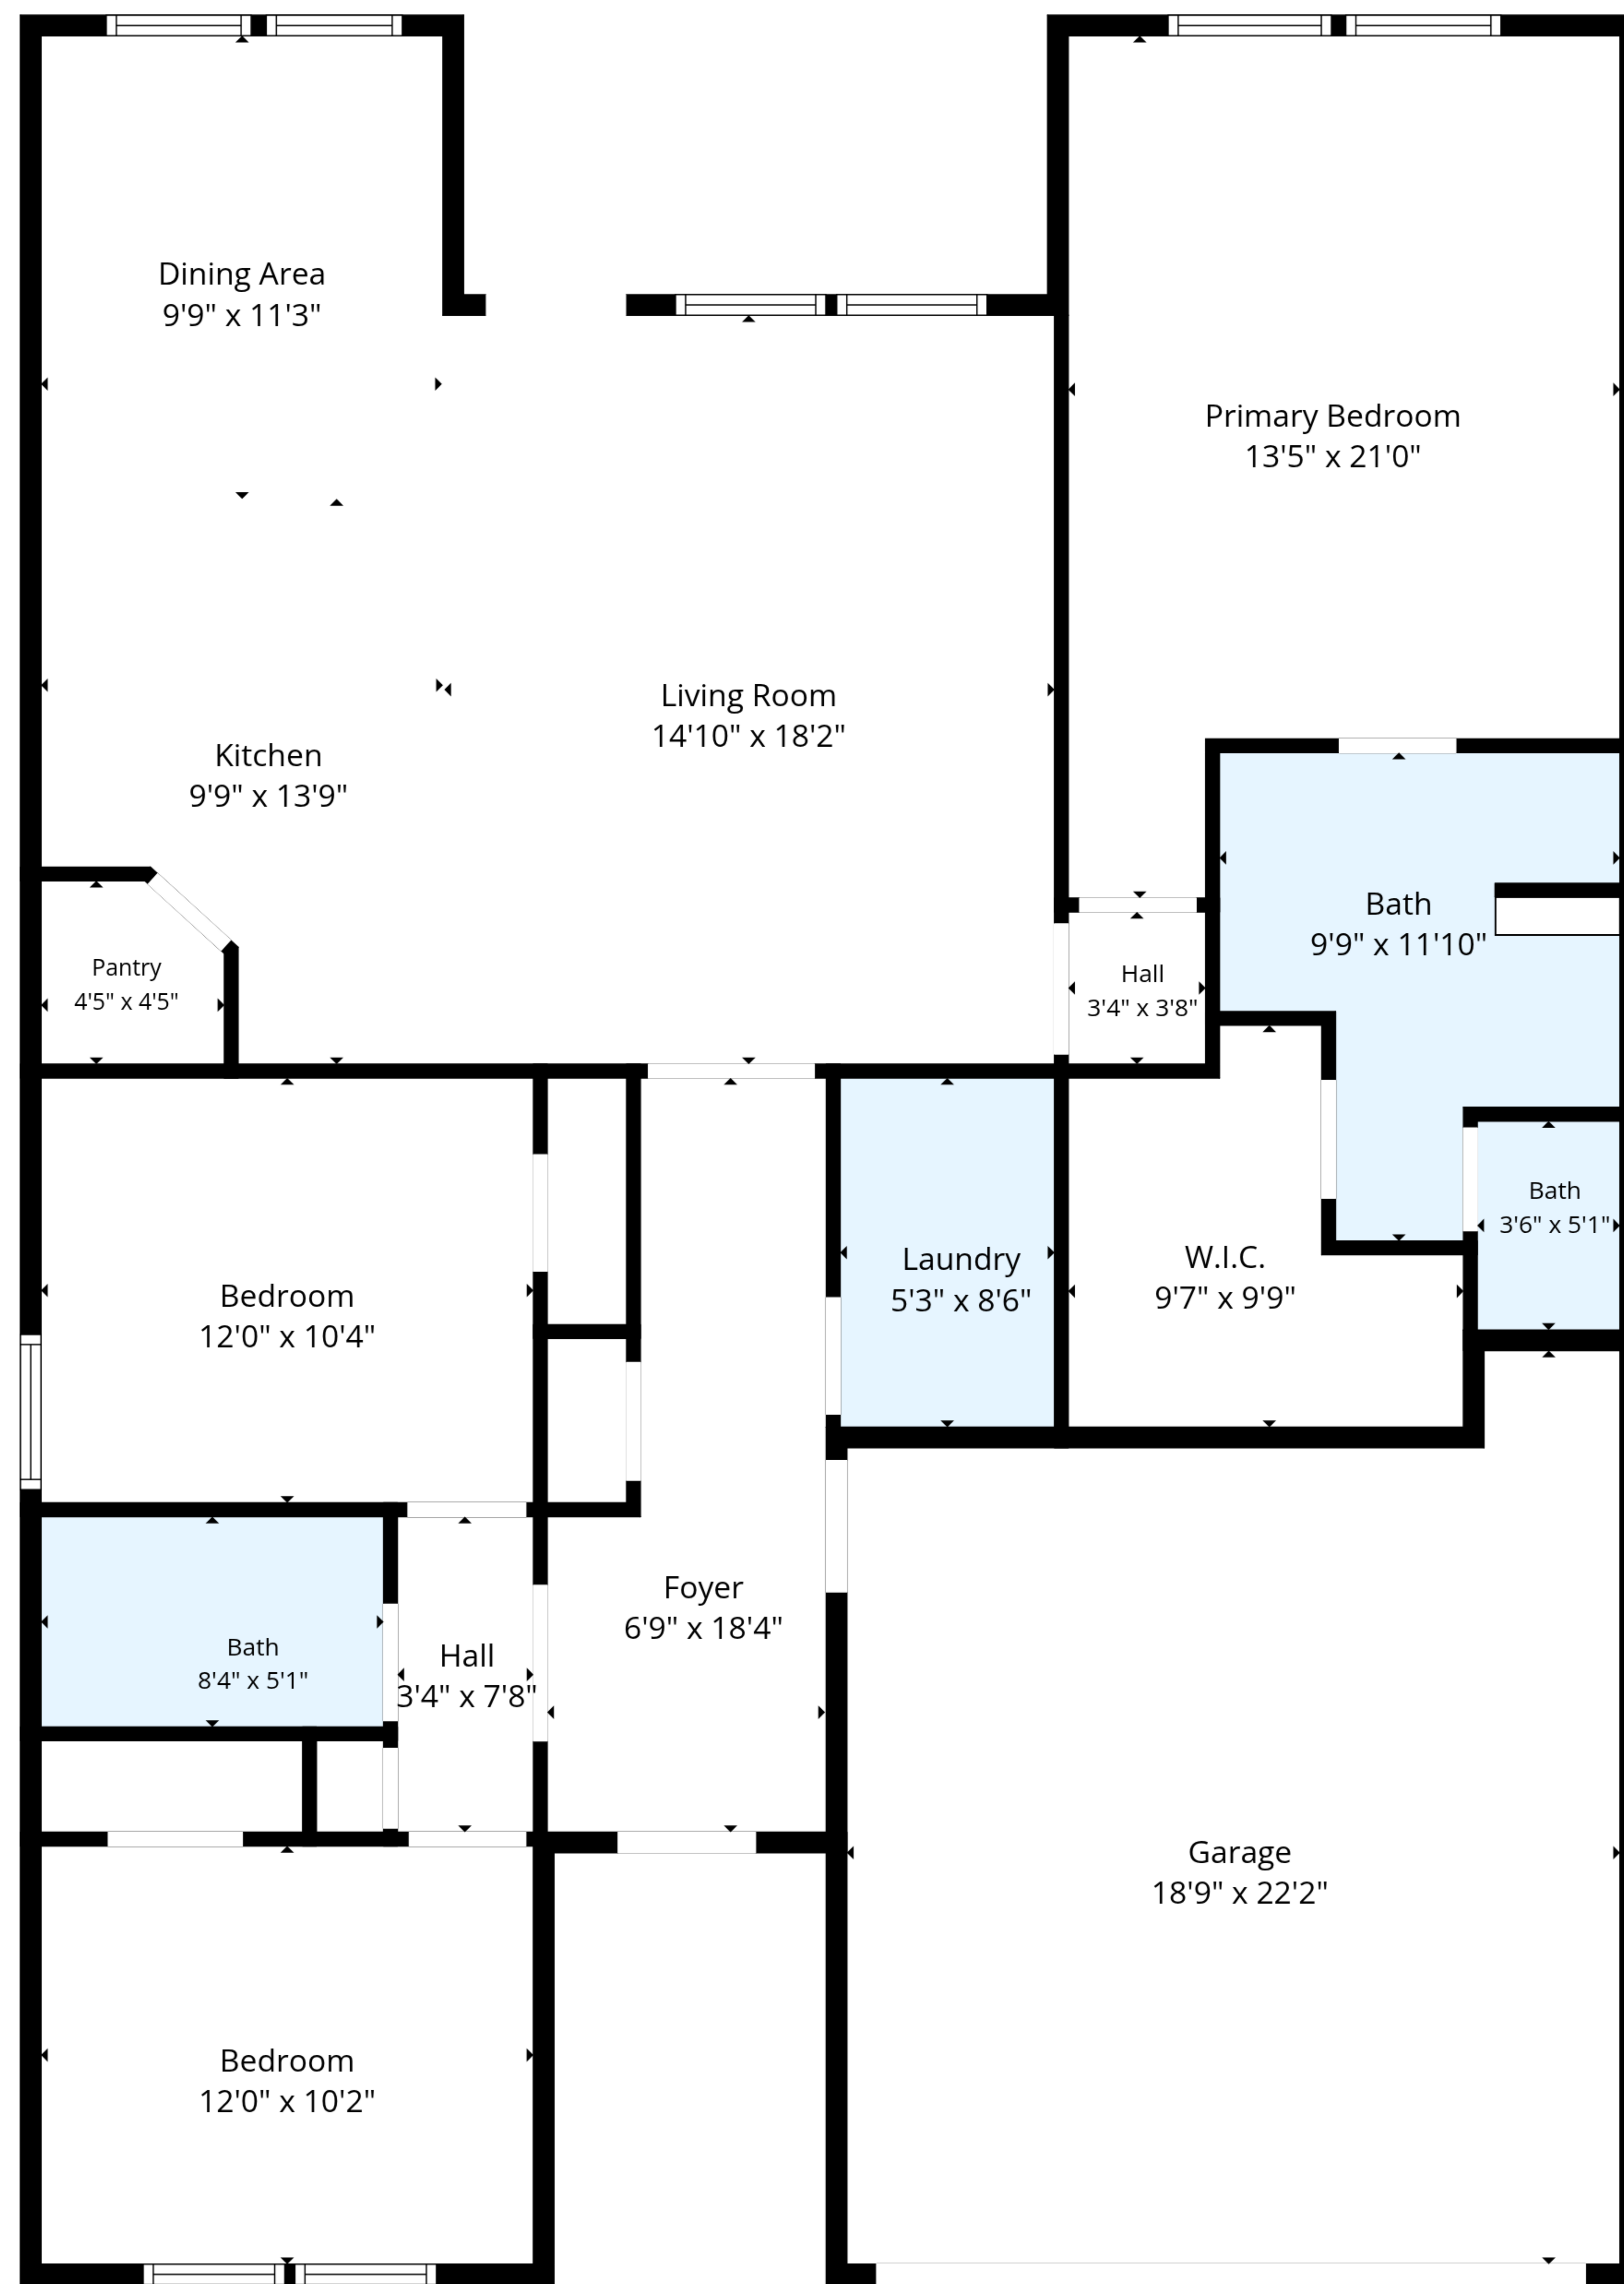 Dining Area
9'9" x 11'3"
Primary Bedroom
13'5" x 21'0"
Living Room
14'10" x 18'2"
Kitchen
9'9" x 13'9"
Bath
9'9" x 11'10"
Pantry
4'5" x 4'5"
Hall
3'4" x 3'8"
Bath
3'6" x 5'1"
Laundry
5'3" x 8'6"
W.I.C.
9'7" x 9'9"
Bedroom
12'0" x 10'4"
Foyer
6'9" x 18'4"
Bath
8'4" x 5'1"
Hall
3'4" x 7'8"
Garage
18'9" x 22'2"
Bedroom
12'0" x 10'2"